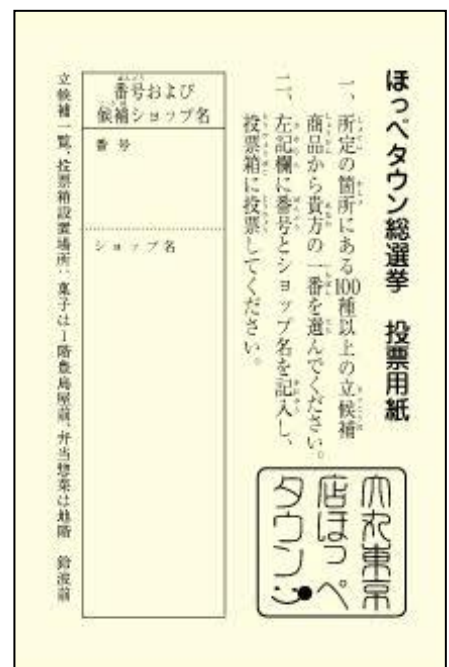 ほっぺタウン総選挙　投票用紙
一、所定の箇所にある100種以上の立候補
商品から貴方の一番を選んでください。
二、左記欄に番号とショップ名を記入し、
投票箱に投票してください。
大丸東京
店ほっぺ
タウン
番号および
候補ショップ名
番号
ショップ名
立候補一覧、投票箱設置場所：菓子は1階豊島屋前、弁当惣菜は地階　鈴波前